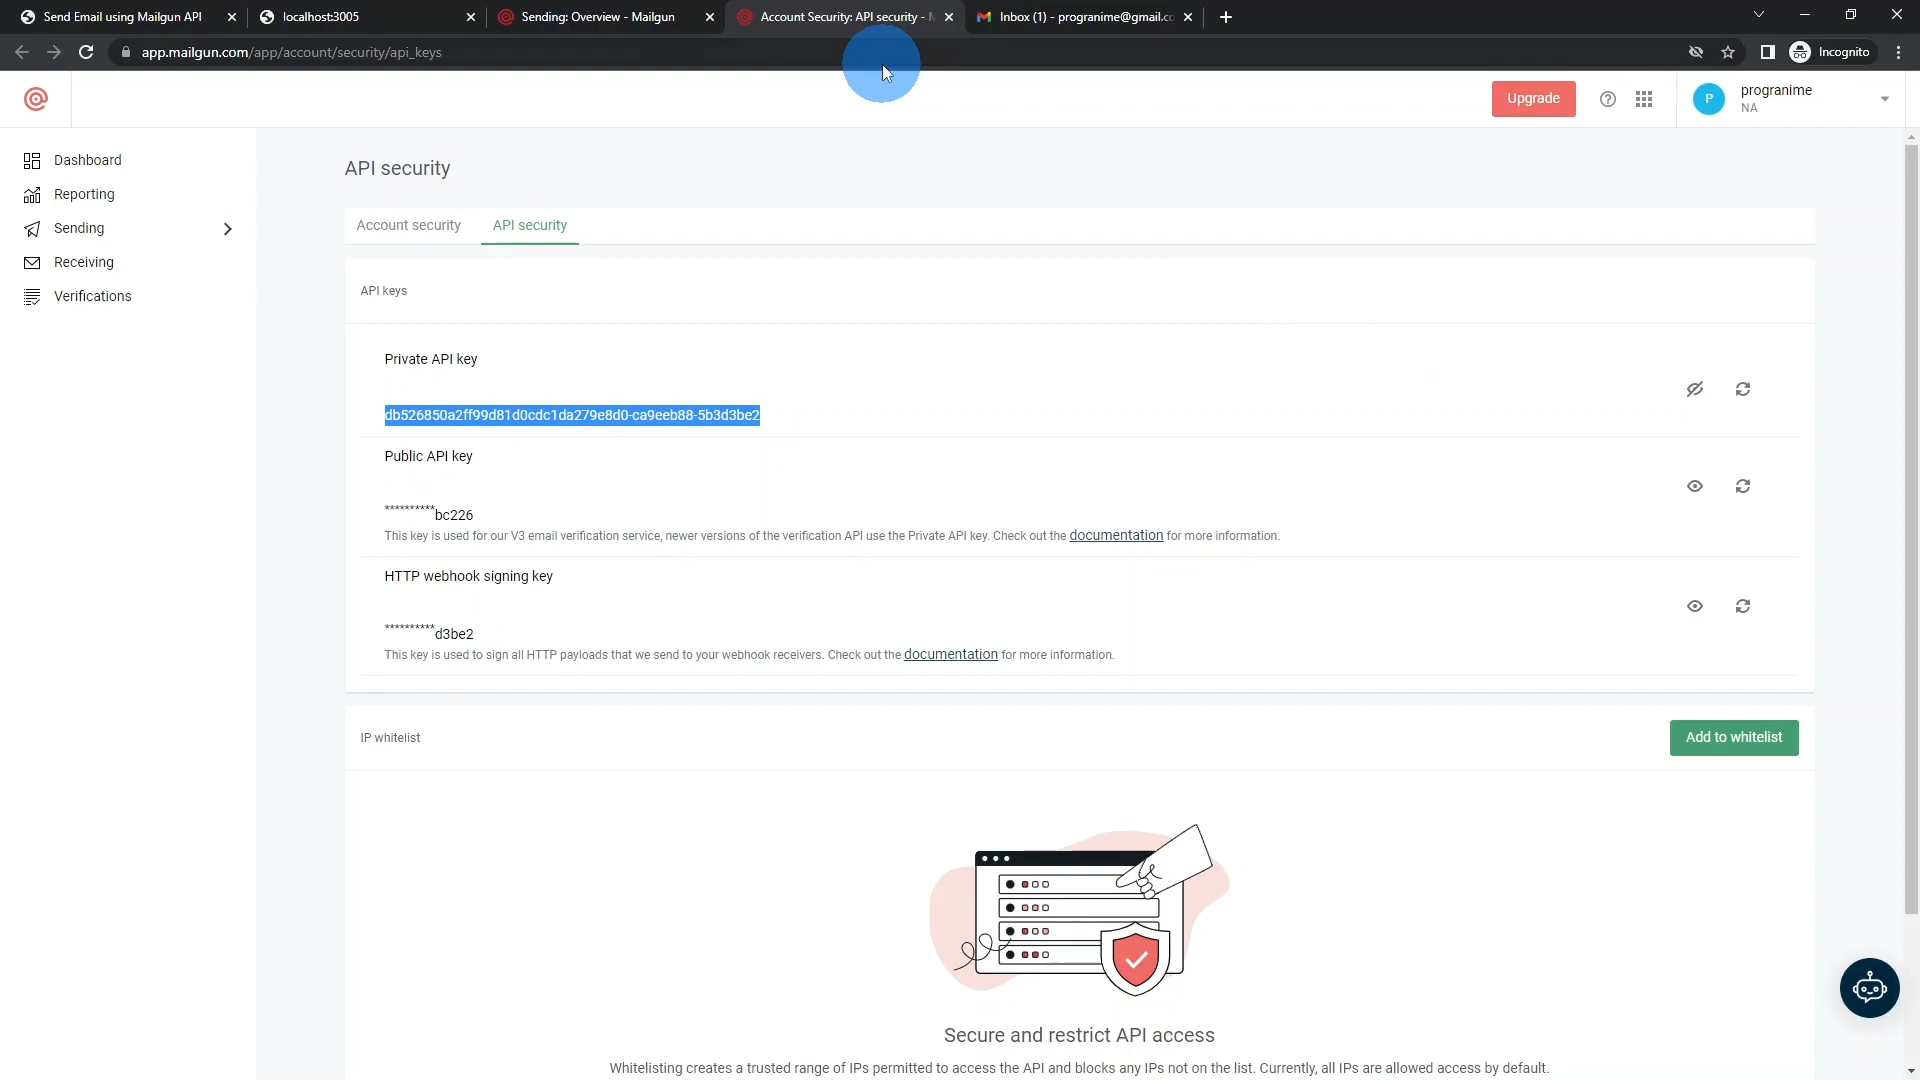 Send Email using Mailgun API
localhost:3005
Sending: Overview - Mailgun
Account Security: API security - M
Inbox (1) - progranime@gmail.co
app.mailgun.com/app/account/security/api_keys
Incognito
Upgrade
P
progranime
NA
Dashboard
Reporting
Sending
Receiving
Verifications
API security
Account security
API security
API keys
Private API key
db526850a2ff99d81d0cdc1da279e8d0-ca9eeb88-5b3d3be2
Public API key
**********bc226
This key is used for our V3 email verification service, newer versions of the verification API use the Private API key. Check out the documentation for more information.
HTTP webhook signing key
**********d3be2
This key is used to sign all HTTP payloads that we send to your webhook receivers. Check out the documentation for more information.
IP whitelist
Add to whitelist
Secure and restrict API access
Whitelisting creates a trusted range of IPs permitted to access the API and blocks any IPs not on the list. Currently, all IPs are allowed access by default.